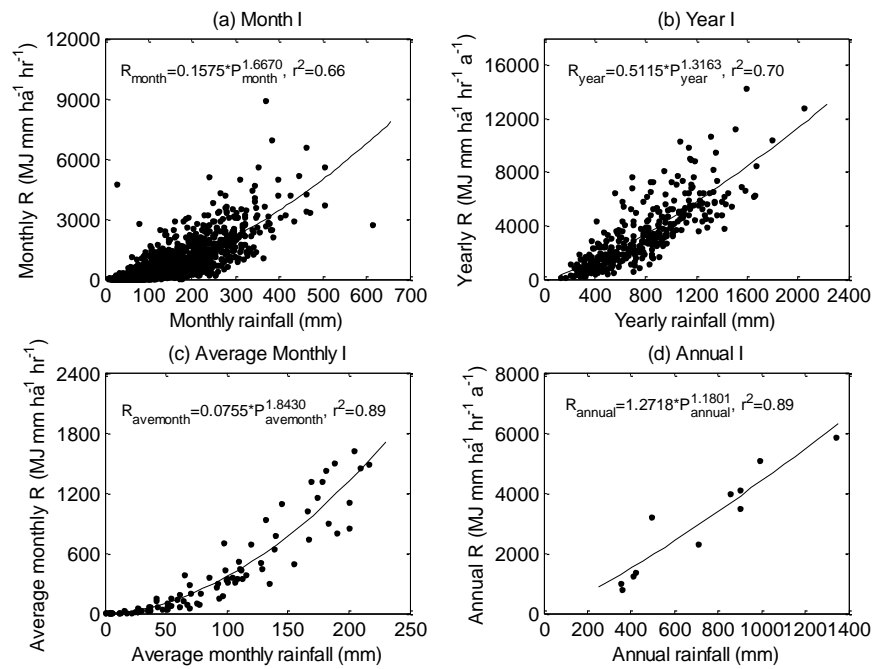 (a) Month I
12000
9000
6000
3000
0
R_month=0.1575*P_month^1.6670, r^2=0.66
0 100 200 300 400 500 600 700
Monthly rainfall (mm)
Monthly R (MJ mm há^-1 hr^-1)
(b) Year I
16000
12000
8000
4000
0
R_year=0.5115*P_year^1.3163, r^2=0.70
0 400 800 1200 1600 2000 2400
Yearly rainfall (mm)
Yearly R (MJ mm há^-1 hr^-1 a^-1)
(c) Average Monthly I
2400
1800
1200
600
0
R_avemonth=0.0755*P_avemonth^1.8430, r^2=0.89
0 50 100 150 200 250
Average monthly rainfall (mm)
Average monthly R (MJ mm há^-1 hr^-1)
(d) Annual I
8000
6000
4000
2000
0
R_annual=1.2718*P_annual^1.1801, r^2=0.89
0 200 400 600 800 1000 1200 1400
Annual rainfall (mm)
Annual R (MJ mm há^-1 hr^-1 a^-1)